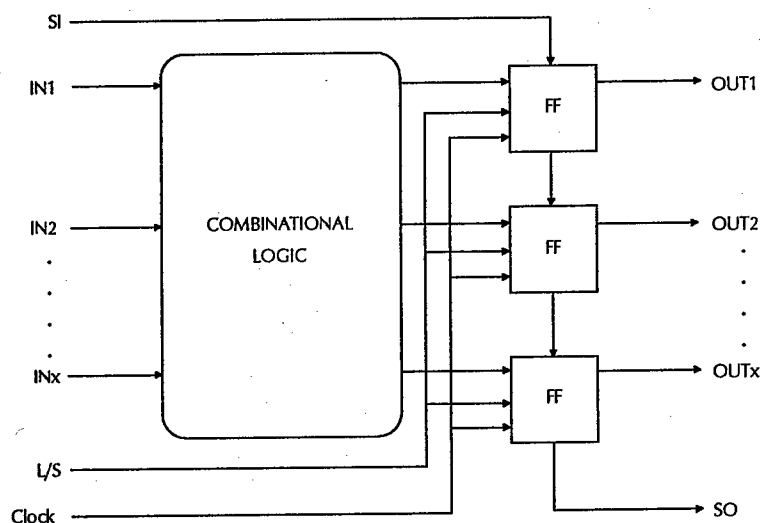 SI
IN1
FF
OUT1
IN2
COMBINATIONAL
LOGIC
FF
OUT2
INx
FF
OUTx
L/S
Clock
SO